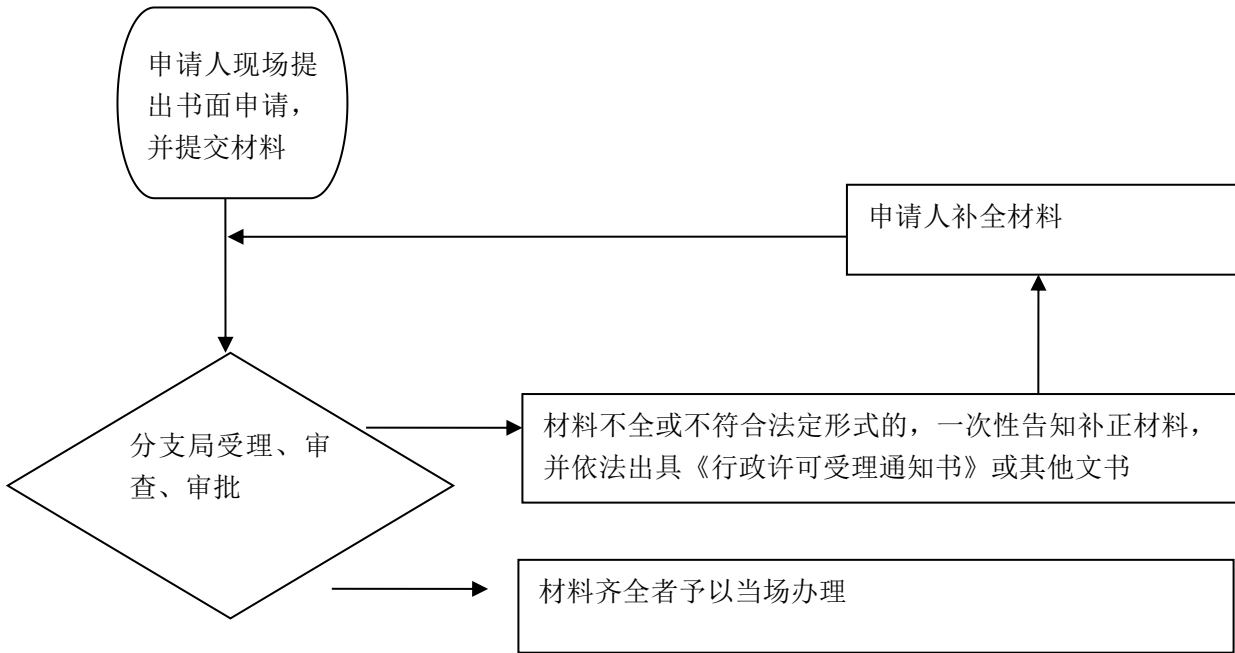 申请人现场提
出书面申请，
并提交材料
申请人补全材料
分支局受理、审
查、审批
材料不全或不符合法定形式的，一次性告知补正材料，
并依法出具《行政许可受理通知书》或其他文书
材料齐全者予以当场办理